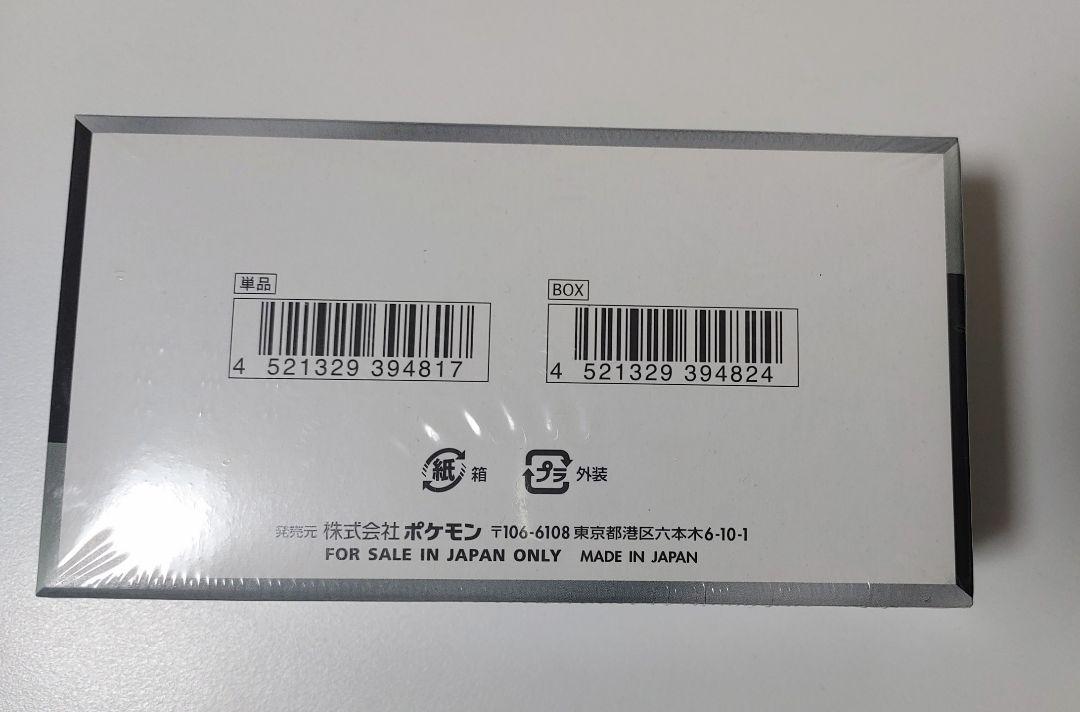 単品
BOX
4 521329 394817
4 521329 394824
紙 箱
プラ 外装
発売元 株式会社ポケモン 〒106-6108 東京都港区六本木6-10-1
FOR SALE IN JAPAN ONLY MADE IN JAPAN